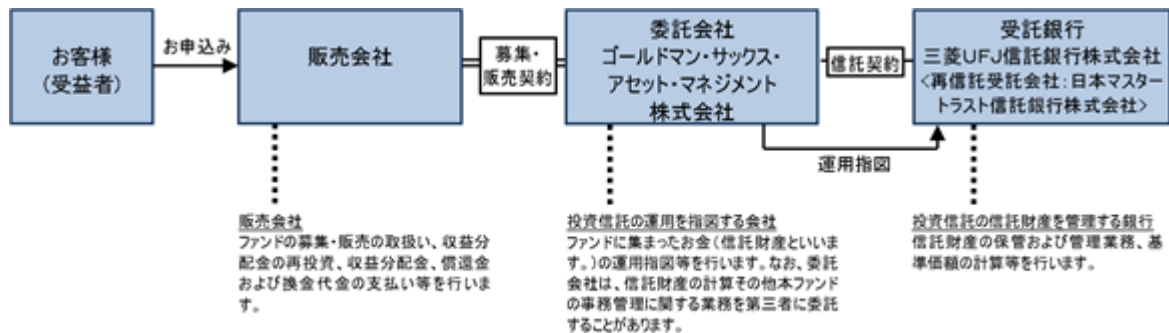 お客様
(受益者)
お申込み
販売会社
募集・
販売契約
委託会社
ゴールドマン・サックス・
アセット・マネジメント
株式会社
信託契約
受託銀行
三菱UFJ信託銀行株式会社
<再信託受託会社:日本マスター
トラスト信託銀行株式会社>
運用指図
販売会社
ファンドの募集・販売の取扱い、収益分
配金の再投資、収益分配金、償還金
および換金代金の支払い等を行いま
す。
投資信託の運用を指図する会社
ファンドに集まったお金(信託財産といいま
す。)の運用指図等を行います。なお、委託
会社は、信託財産の計算その他本ファンド
の事務管理に関する業務を第三者に委託
することがあります。
投資信託の信託財産を管理する銀行
信託財産の保管および管理業務、基
準価額の計算等を行います。